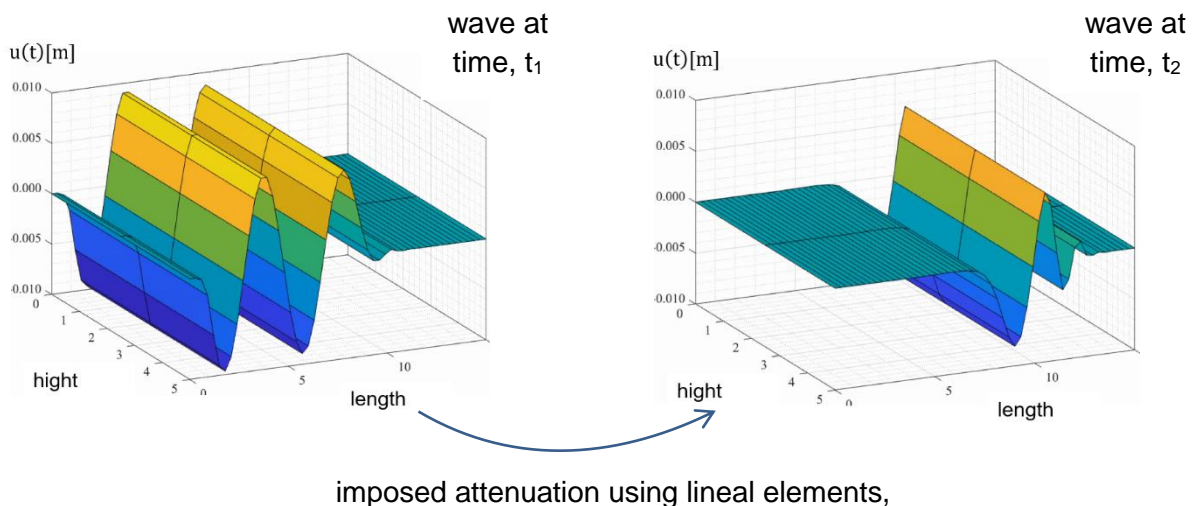 wave at
time, t₁
u(t)[m]
0.010
0.005
0.000
-0.005
-0.010
0
1
2
3
4
5
0
5
10
hight
length
wave at
time, t₂
u(t)[m]
0.010
0.005
0.000
-0.005
-0.010
0
1
2
3
4
5
0
5
10
hight
length
imposed attenuation using lineal elements,